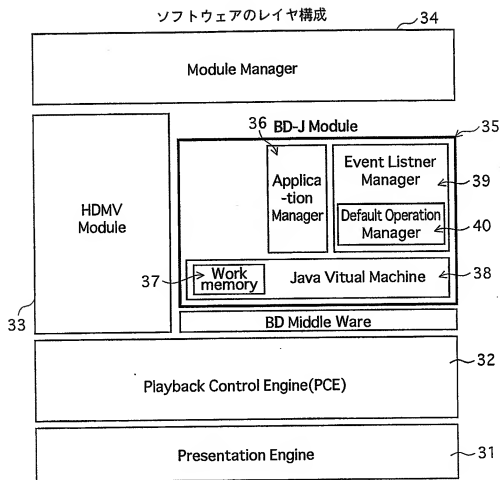 ソフトウェアのレイヤ構成
34
Module Manager
36
BD-J Module
35
HDMV
Module
Applica
-tion
Manager
Event Listner
Manager
39
Default Operation
Manager
40
37
Work
memory
Java Vitual Machine
38
33
BD Middle Ware
32
Playback Control Engine(PCE)
Presentation Engine
31